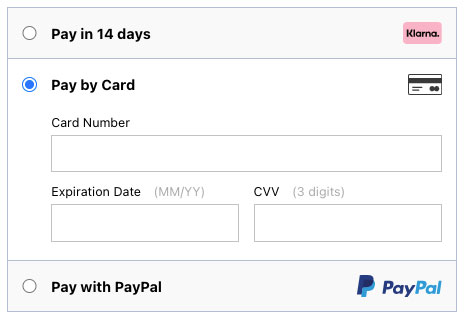 Pay in 14 days Klarna.
Pay by Card
Card Number
Expiration Date (MM/YY) CVV (3 digits)
Pay with PayPal PayPal